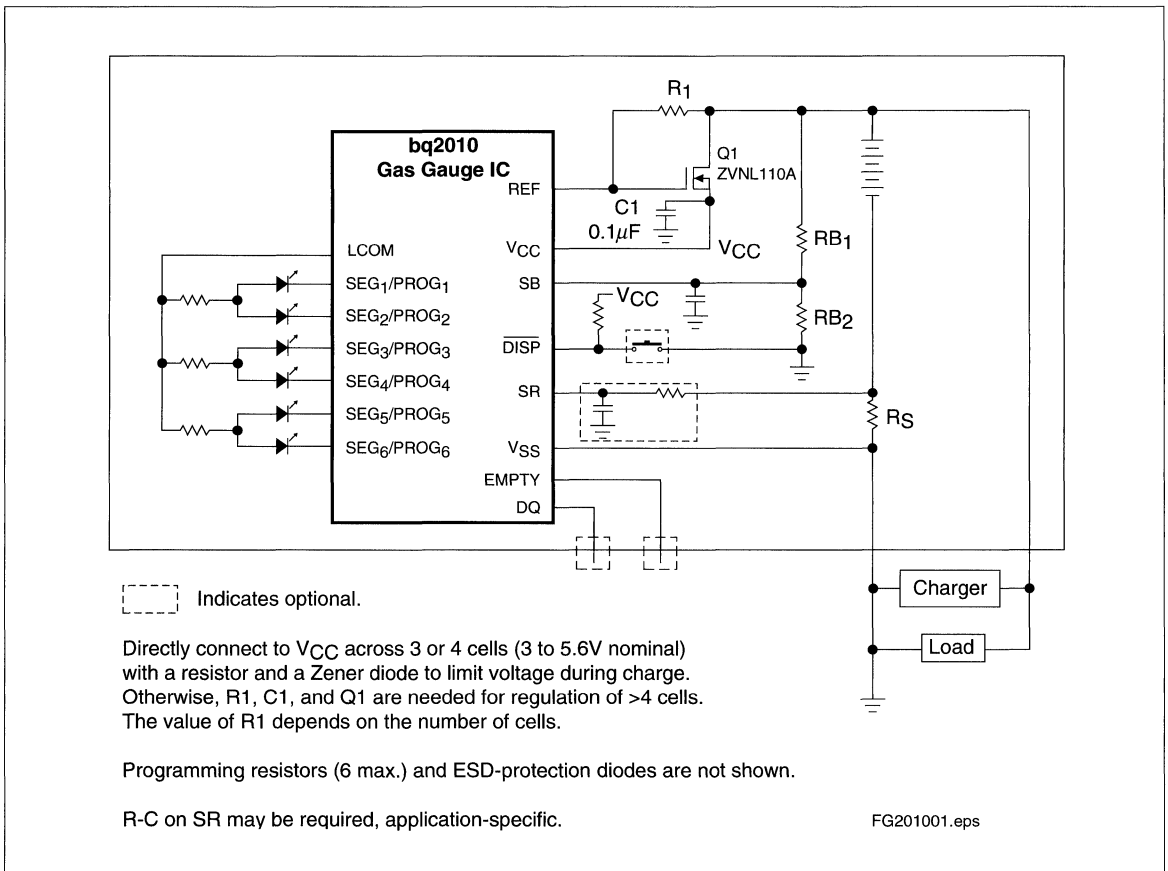 R1
bq2010
Gas Gauge IC
Q1
ZVNL110A
REF
C1
0.1µF
VCC
VCC
LCOM
RB1
SEG1/PROG1
SB
VCC
SEG2/PROG2
RB2
SEG3/PROG3
DISP
SEG4/PROG4
SR
SEG5/PROG5
RS
SEG6/PROG6
VSS
EMPTY
DQ
Charger
Indicates optional.
Load
Directly connect to VCC across 3 or 4 cells (3 to 5.6V nominal)
with a resistor and a Zener diode to limit voltage during charge.
Otherwise, R1, C1, and Q1 are needed for regulation of >4 cells.
The value of R1 depends on the number of cells.
Programming resistors (6 max.) and ESD-protection diodes are not shown.
R-C on SR may be required, application-specific.
FG201001.eps